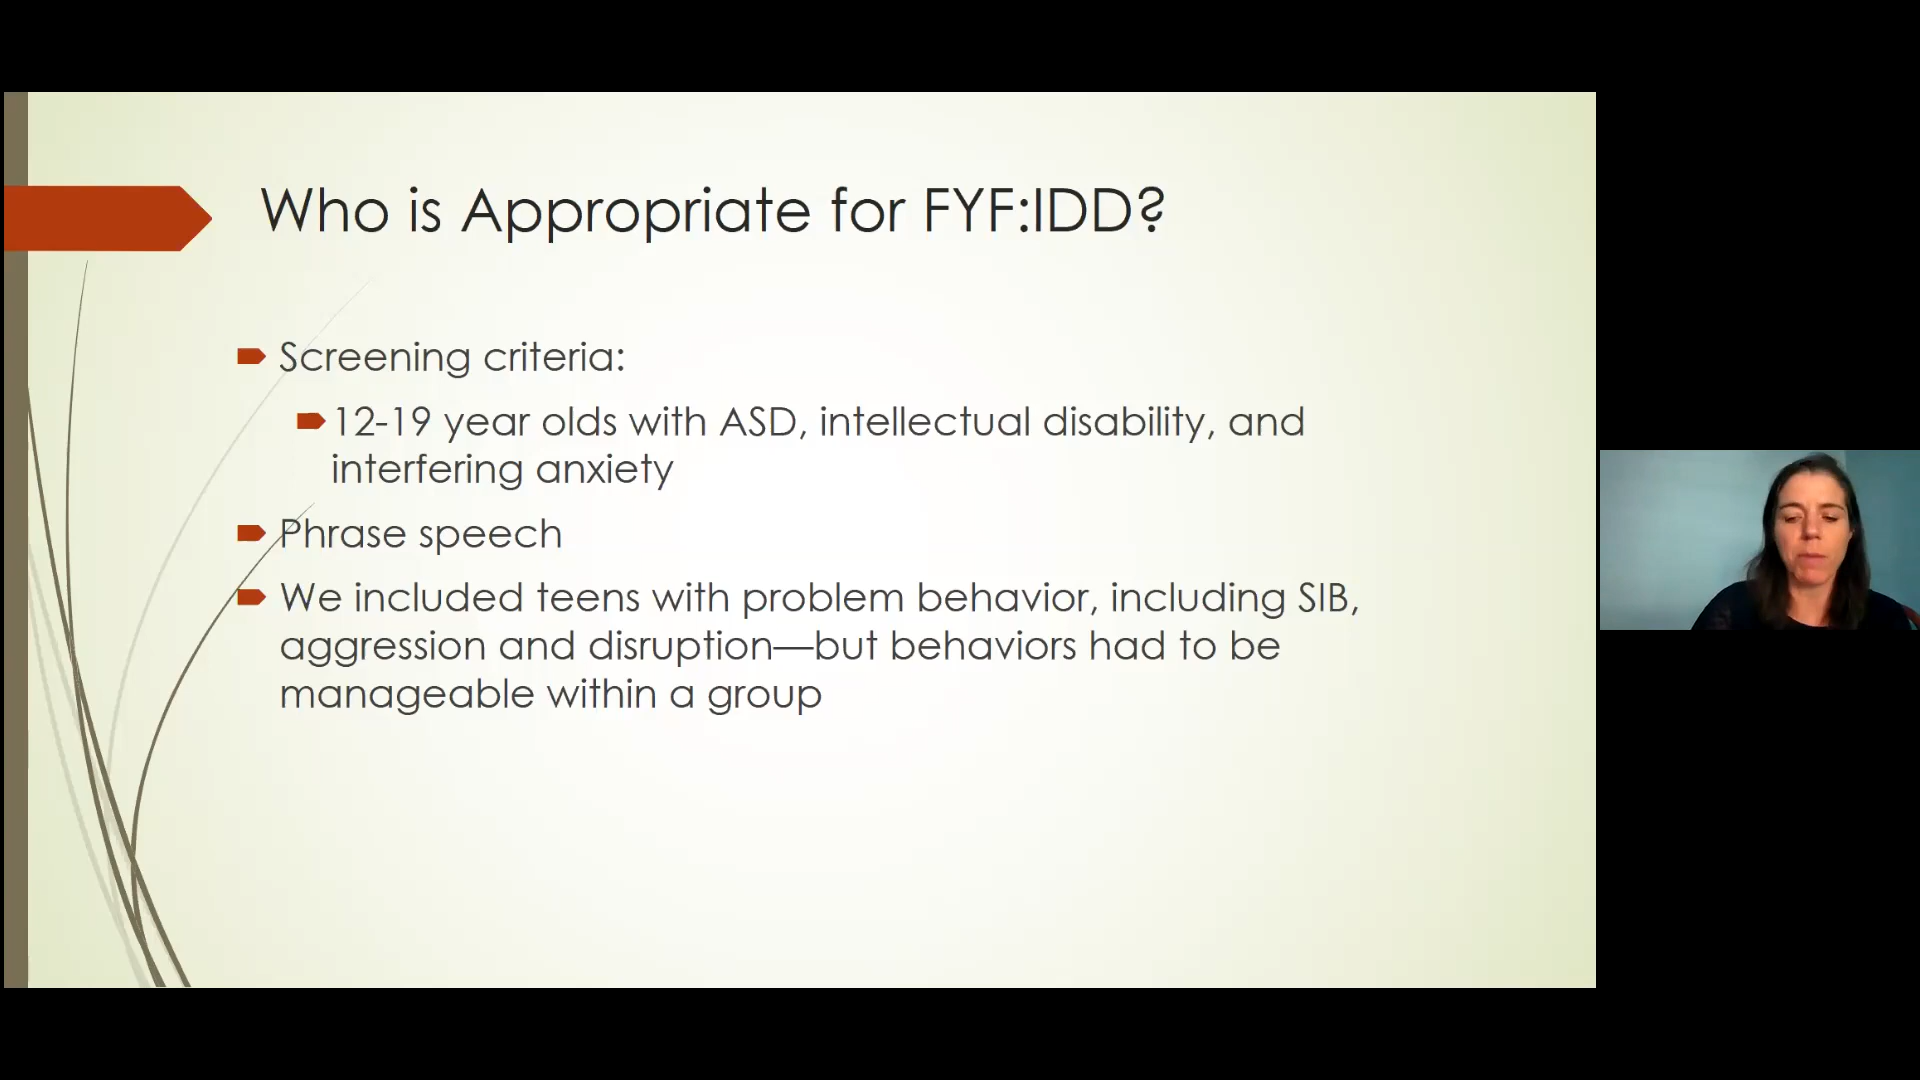 Who is Appropriate for FYF:IDD?
Screening criteria:
12-19 year olds with ASD, intellectual disability, and
interfering anxiety
Phrase speech
We included teens with problem behavior, including SIB,
aggression and disruption—but behaviors had to be
manageable within a group